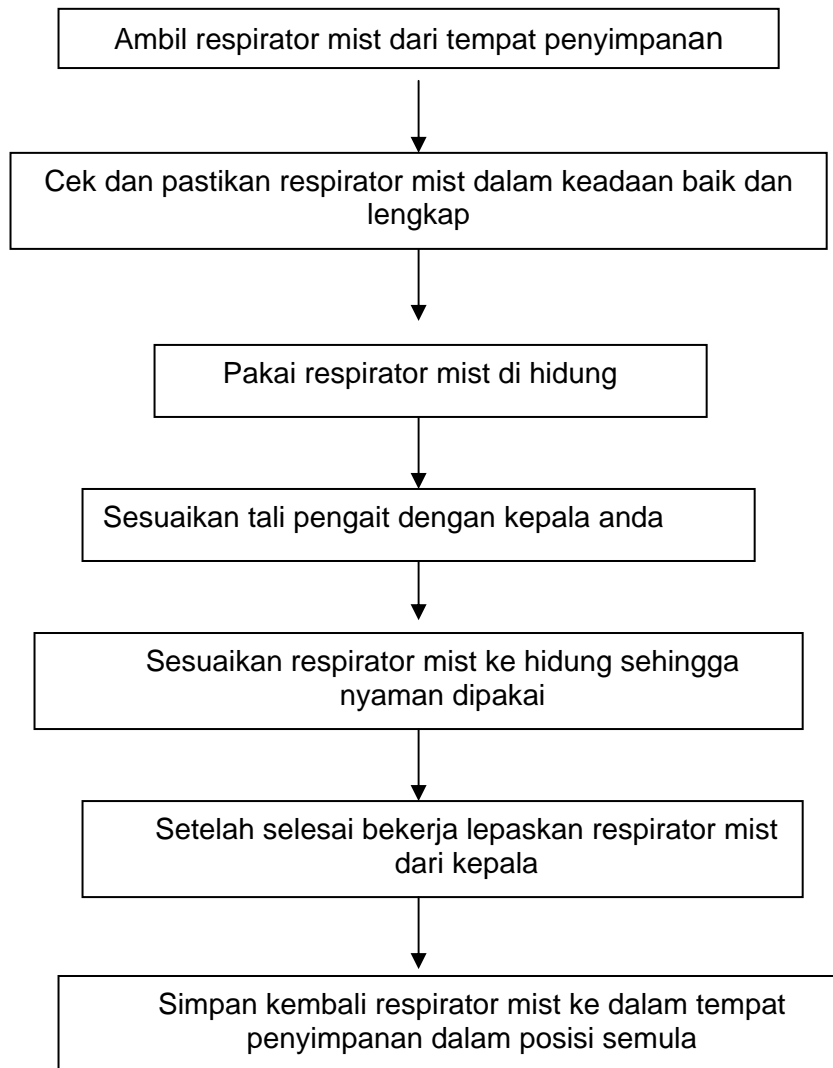 Ambil respirator mist dari tempat penyimpanan
Cek dan pastikan respirator mist dalam keadaan baik dan
lengkap
Pakai respirator mist di hidung
Sesuaikan tali pengait dengan kepala anda
Sesuaikan respirator mist ke hidung sehingga
nyaman dipakai
Setelah selesai bekerja lepaskan respirator mist
dari kepala
Simpan kembali respirator mist ke dalam tempat
penyimpanan dalam posisi semula